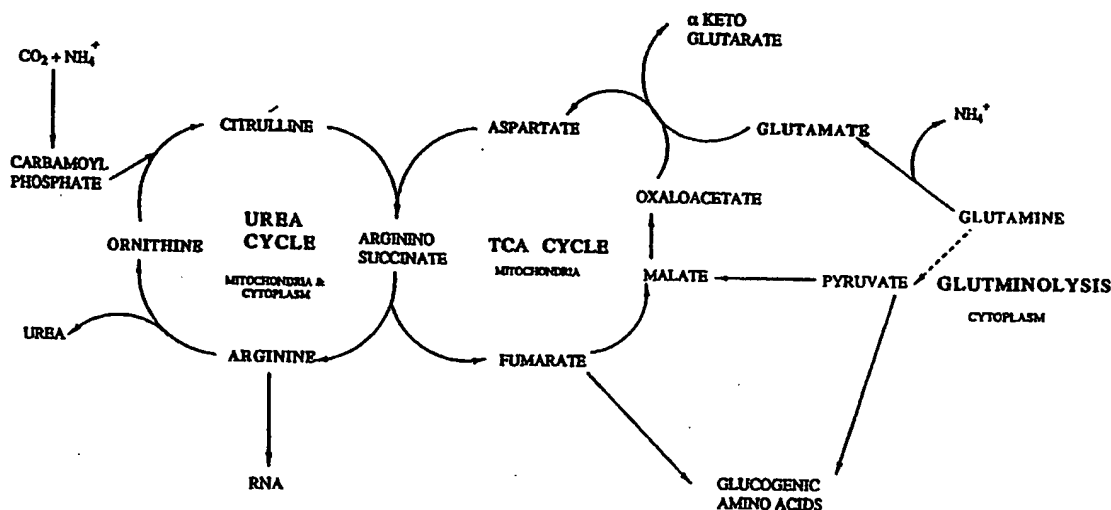 α KETO
GLUTARATE
CO₂ + NH₄⁺
CITRULLINE
ASPARTATE
GLUTAMATE
NH₄⁺
CARBAMOYL
PHOSPHATE
OXALOACETATE
GLUTAMINE
UREA
CYCLE
ORNITHINE
ARGININO
SUCCINATE
TCA CYCLE
MITOCHONDRIA
MITOCHONDRIA &
CYTOPLASM
MALATE
PYRUVATE
GLUTMINOLYSIS
CYTOPLASM
UREA
ARGININE
FUMARATE
RNA
GLUCOGENIC
AMINO ACIDS